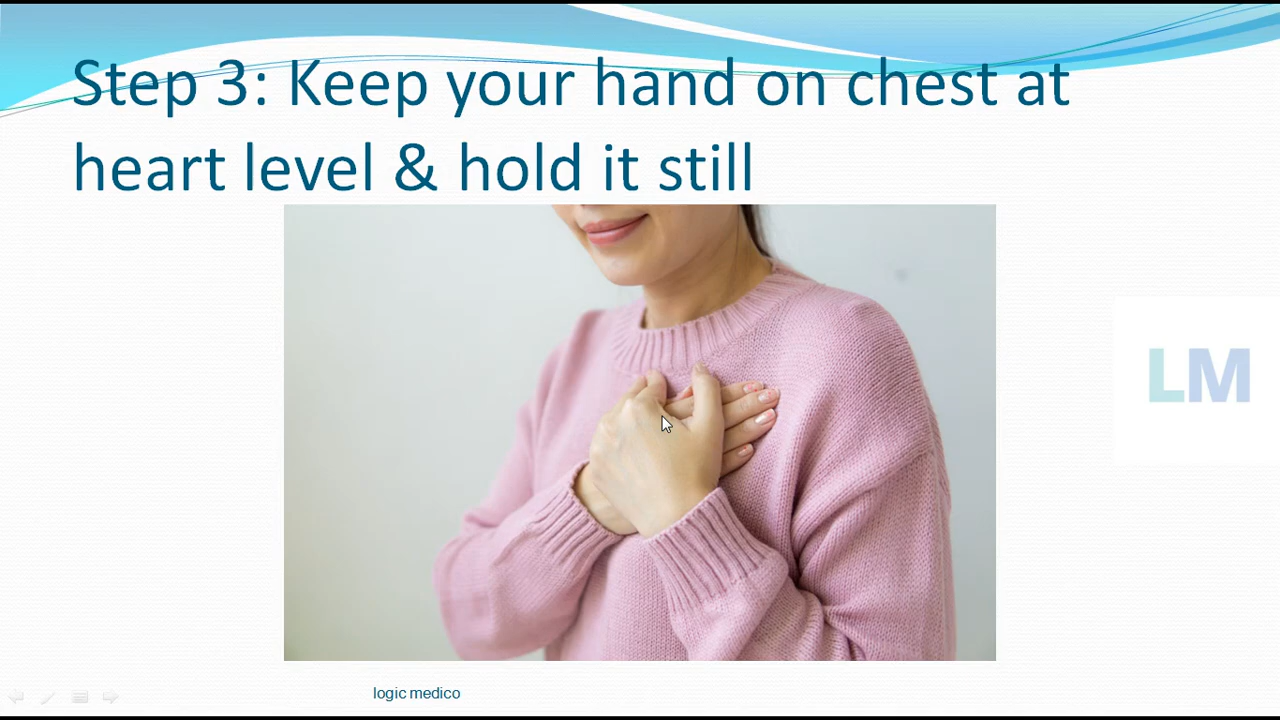 Step 3: Keep your hand on chest at
heart level & hold it still
LM
logic medico